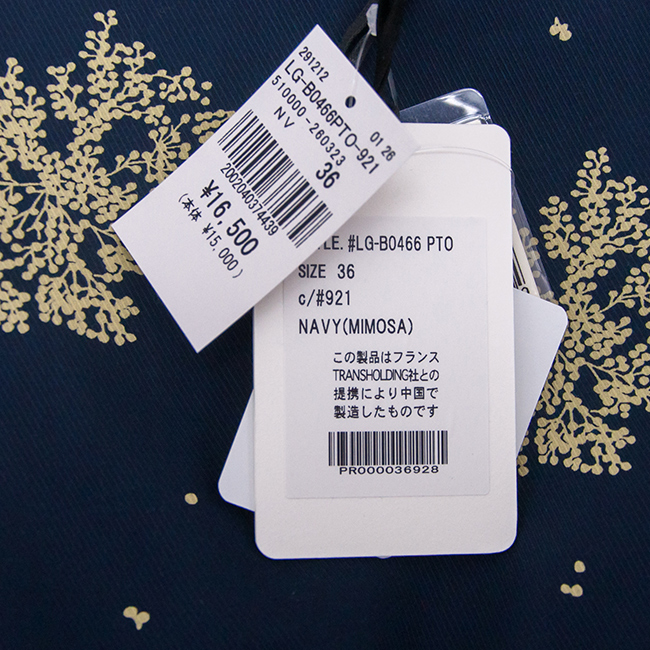 291212
LG-B0466PTO-921
510000-260323
01 26
NV
36
2002040374439
¥16,500
(本体 ¥15,000)
#LG-B0466 PTO
SIZE 36
c/#921
NAVY(MIMOSA)
この製品はフランス
TRANSHOLDING社との
提携により中国で
製造したものです
PR000036928